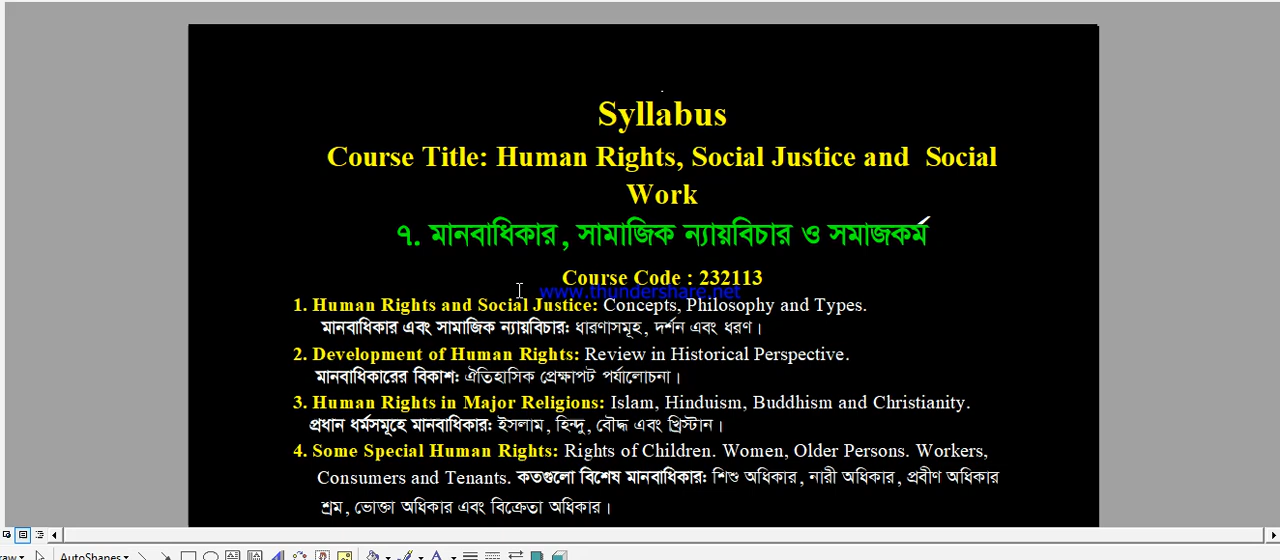 Syllabus
Course Title: Human Rights, Social Justice and Social
Work
৭. মানবাধিকার, সামাজিক ন্যায়বিচার ও সমাজকর্ম
Course Code : 232113
www.thundershare.net
1. Human Rights and Social Justice: Concepts, Philosophy and Types.
মানবাধিকার এবং সামাজিক ন্যায়বিচার: ধারণাসমূহ, দর্শন এবং ধরণ।
2. Development of Human Rights: Review in Historical Perspective.
মানবাধিকারের বিকাশ: ঐতিহাসিক প্রেক্ষাপট পর্যালোচনা।
3. Human Rights in Major Religions: Islam, Hinduism, Buddhism and Christianity.
প্রধান ধর্মসমূহে মানবাধিকার: ইসলাম, হিন্দু, বৌদ্ধ এবং খ্রিস্টান।
4. Some Special Human Rights: Rights of Children. Women, Older Persons. Workers,
Consumers and Tenants. কতগুলো বিশেষ মানবাধিকার: শিশু অধিকার, নারী অধিকার, প্রবীণ অধিকার
শ্রম, ভোক্তা অধিকার এবং বিক্রেতা অধিকার।
raw AutoShapes